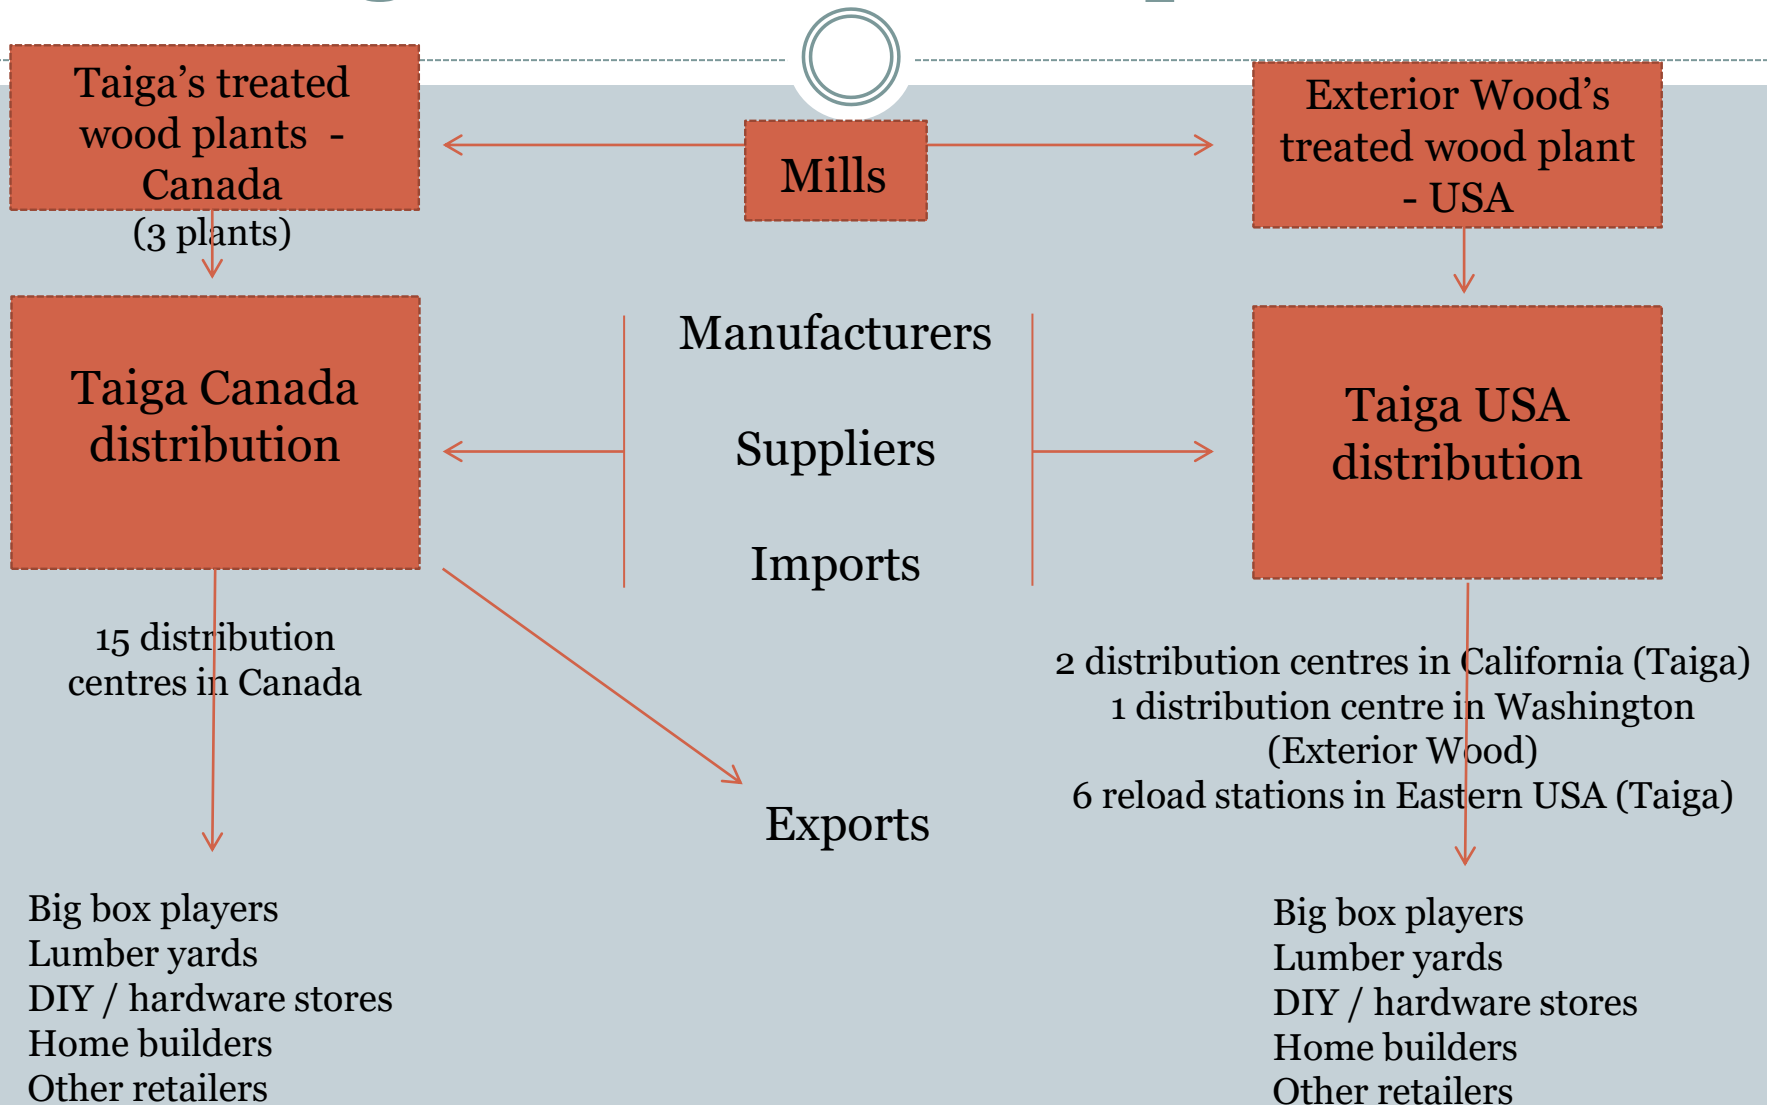 Taiga's treated
wood plants -
Canada
(3 plants)
Mills
Exterior Wood's
treated wood plant
- USA
Taiga Canada
distribution
Manufacturers
Suppliers
Imports
Taiga USA
distribution
15 distribution
centres in Canada
2 distribution centres in California (Taiga)
1 distribution centre in Washington
(Exterior Wood)
6 reload stations in Eastern USA (Taiga)
Exports
Big box players
Lumber yards
DIY / hardware stores
Home builders
Other retailers
Big box players
Lumber yards
DIY / hardware stores
Home builders
Other retailers